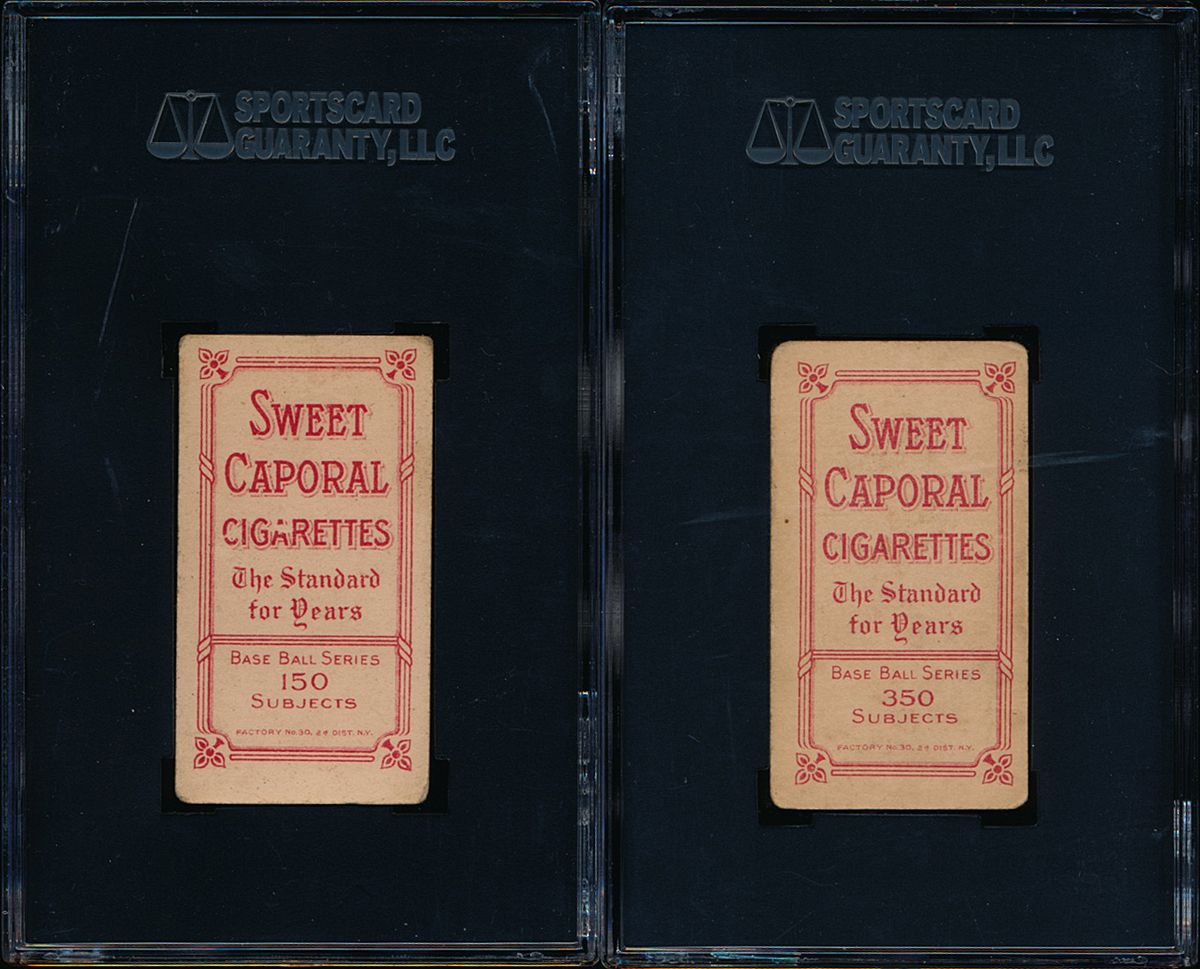 SPORTSCARD
GUARANTY, LLC
SWEET
CAPORAL
CIGARETTES
The Standard
for Years
BASE BALL SERIES
150
SUBJECTS
FACTORY No. 30, 2d DIST. N.Y.
SPORTSCARD
GUARANTY, LLC
SWEET
CAPORAL
CIGARETTES
The Standard
for Years
BASE BALL SERIES
350
SUBJECTS
FACTORY No. 30, 2d DIST. N.Y.